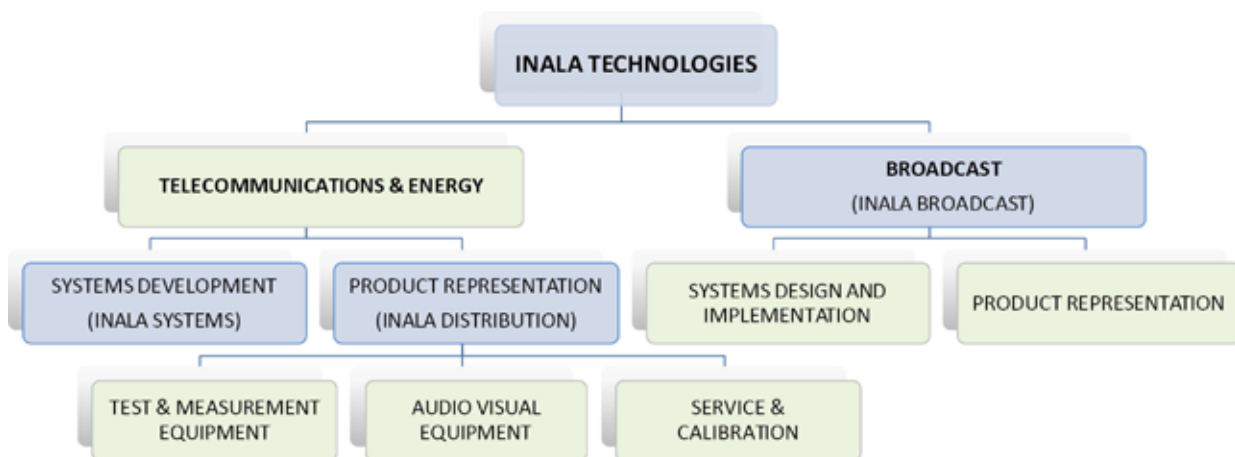 INALA TECHNOLOGIES
TELECOMMUNICATIONS & ENERGY
BROADCAST
(INALA BROADCAST)
SYSTEMS DEVELOPMENT
(INALA SYSTEMS)
PRODUCT REPRESENTATION
(INALA DISTRIBUTION)
SYSTEMS DESIGN AND
IMPLEMENTATION
PRODUCT REPRESENTATION
TEST & MEASUREMENT
EQUIPMENT
AUDIO VISUAL
EQUIPMENT
SERVICE &
CALIBRATION